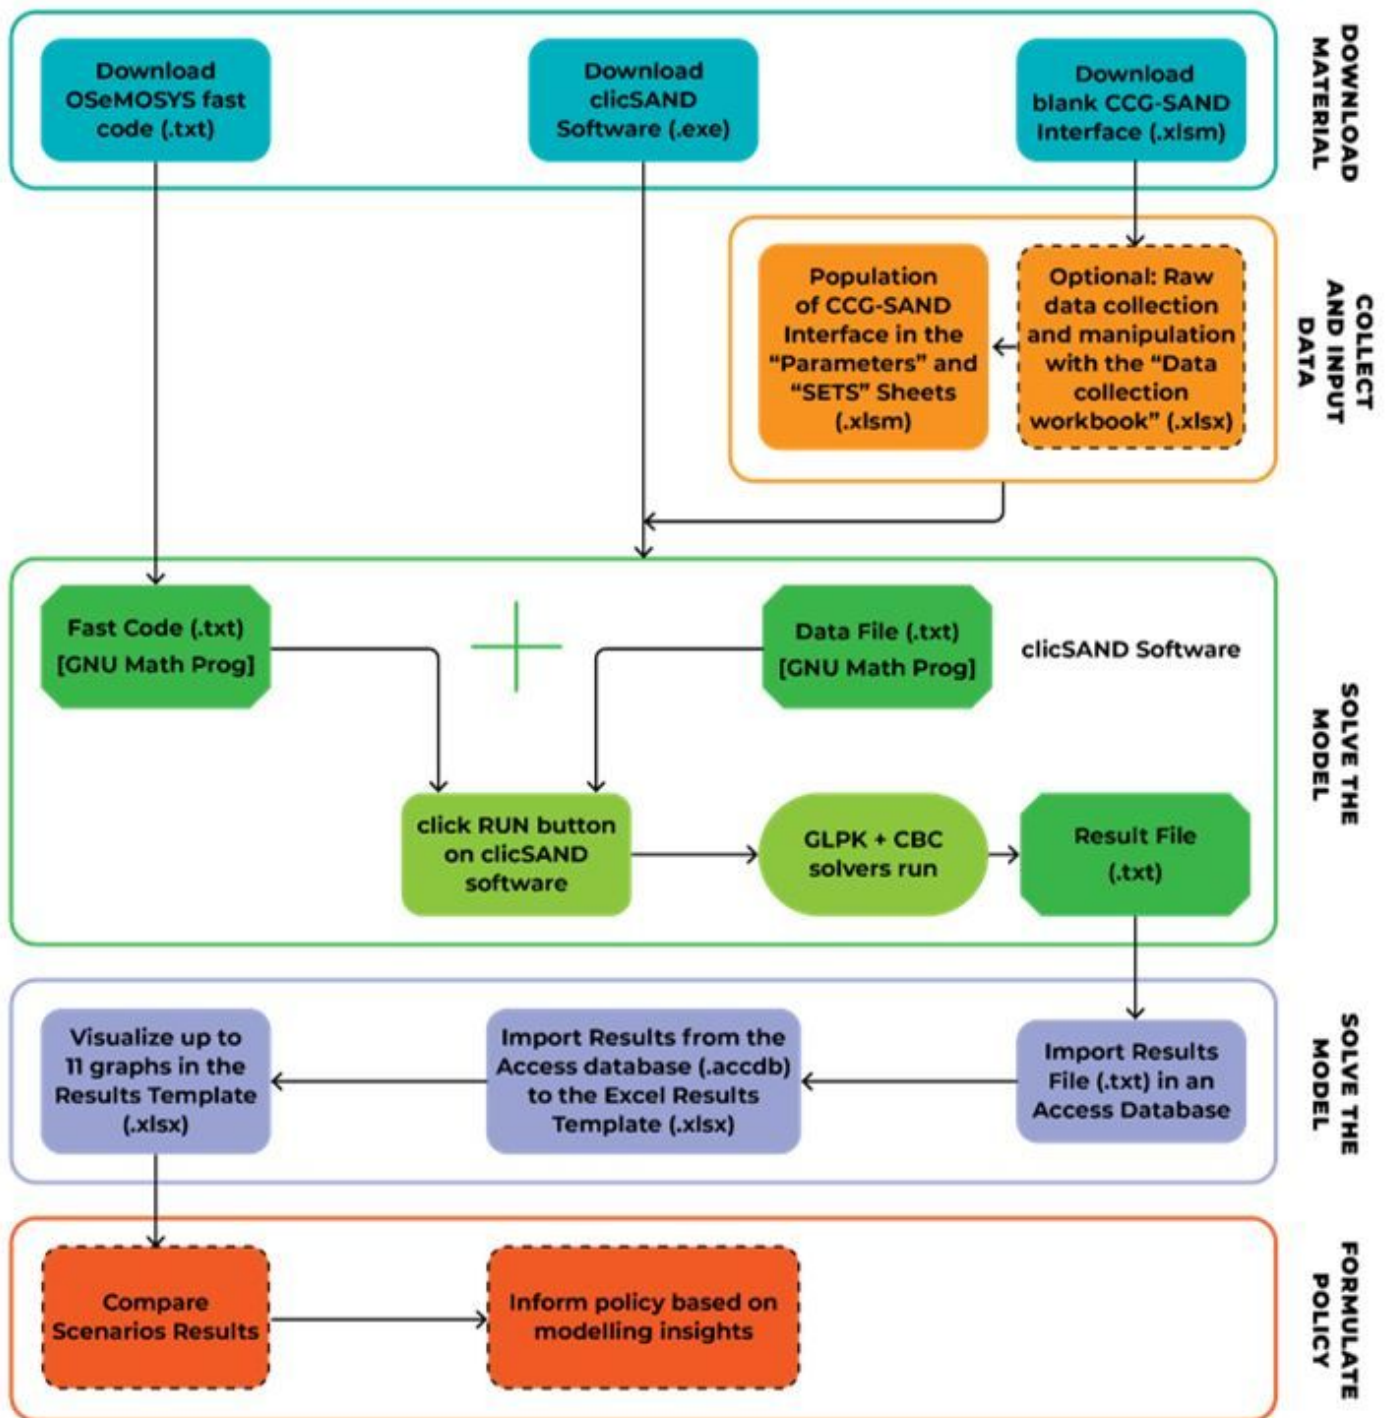 Download
OSeMOSYS fast
code (.txt)
Download
clicSAND
Software (.exe)
Download
blank CCG-SAND
Interface (.xlsm)
DOWNLOAD
MATERIAL
Population
of CCG-SAND
Interface in the
“Parameters” and
“SETS” Sheets
(.xlsm)
Optional: Raw
data collection
and manipulation
with the “Data
collection
workbook” (.xlsx)
COLLECT
AND INPUT
DATA
Fast Code (.txt)
[GNU Math Prog]
Data File (.txt)
[GNU Math Prog]
clicSAND Software
click RUN button
on clicSAND
software
GLPK + CBC
solvers run
Result File
(.txt)
SOLVE THE
MODEL
Visualize up to
11 graphs in the
Results Template
(.xlsx)
Import Results from the
Access database (.accdb)
to the Excel Results
Template (.xlsx)
Import Results
File (.txt) in an
Access Database
SOLVE THE
MODEL
Compare
Scenarios Results
Inform policy based on
modelling insights
FORMULATE
POLICY